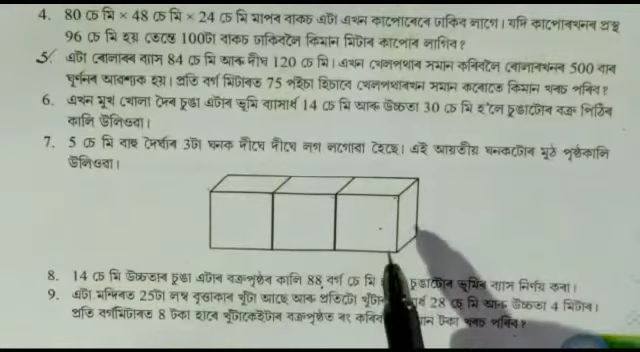 4. 80 চে মি × 48 চে মি × 24 চে মি মাপৰ বাকচ এটা এখন কাপোৰেৰে ঢাকিব লাগে। যদি কাপোৰখনৰ প্ৰস্থ
96 চে মি হয় তেন্তে 100টা বাকচ ঢাকিবলৈ কিমান মিটাৰ কাপোৰ লাগিব?
5. এটা ৰোলাৰৰ ব্যাস 84 চে মি আৰু দীঘ 120 চে মি। এখন খেলপথাৰ সমান কৰিবলৈ ৰোলাৰখনৰ 500 বাৰ
ঘূৰ্ণনৰ আবশ্যক হয়। প্ৰতি বৰ্গ মিটাৰত 75 পইচা হিচাবে খেলপথাৰখন সমান কৰোতে কিমান খৰচ পৰিব?
6. এখন মুখ খোলা দৈৰ চুঙা এটাৰ ভূমি ব্যাসাৰ্ধ 14 চে মি আৰু উচ্চতা 30 চে মি হ'লে চুঙাটোৰ বক্ৰ পিঠিৰ
কালি উলিওৱা।
7. 5 চে মি বাহু দৈৰ্ঘ্যৰ 3টা ঘনক দীঘে দীঘে লগ লগোৱা হৈছে। এই আয়তীয় ঘনকটোৰ মুঠ পৃষ্ঠকালি
উলিওৱা।
8. 14 চে মি উচ্চতাৰ চুঙা এটাৰ বক্ৰপৃষ্ঠৰ কালি 88 বৰ্গ চে মি চুঙাটোৰ ভূমিৰ ব্যাস নিৰ্ণয় কৰা।
9. এটা মন্দিৰত 25টা লম্ব বৃত্তাকাৰ খুঁটা আছে আৰু প্ৰতিটো 28 চে মি আৰু উচ্চতা 4 মিটাৰ।
প্ৰতি বৰ্গমিটাৰত 8 টকা হাৰে খুঁটাকেইটাৰ বক্ৰপৃষ্ঠত ৰং টকা খৰচ পৰিব?